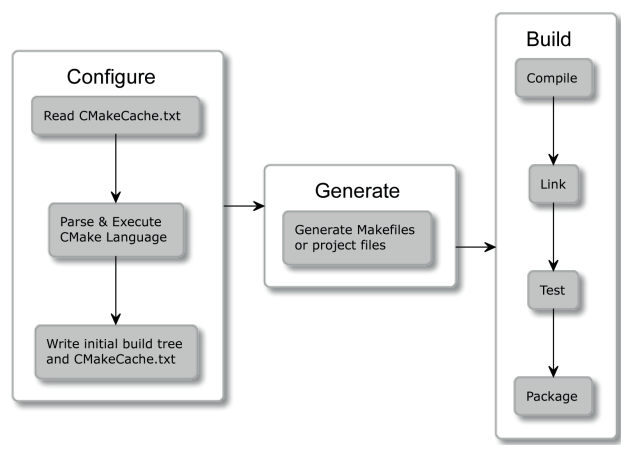 Configure
Read CMakeCache.txt
Parse & Execute
CMake Language
Write initial build tree
and CMakeCache.txt
Generate
Generate Makefiles
or project files
Build
Compile
Link
Test
Package